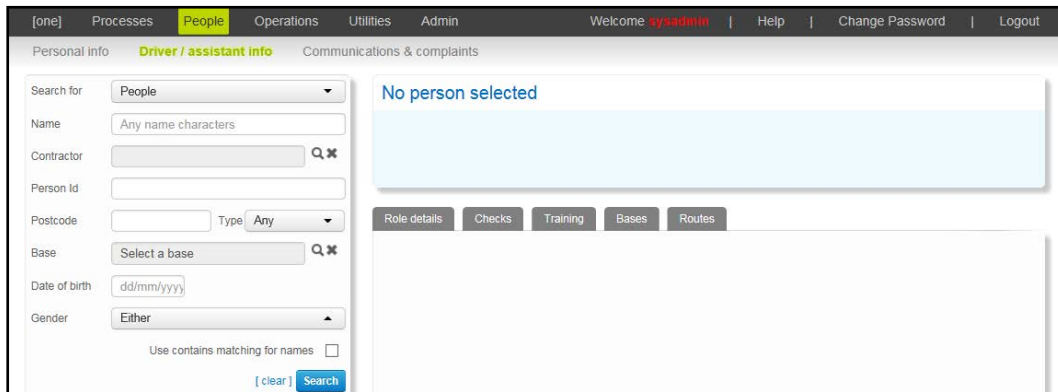 [one] Processes People Operations Utilities Admin Welcome sysadmin | Help | Change Password | Logout
Personal info Driver / assistant info Communications & complaints
Search for People
Name Any name characters
Contractor
Person Id
Postcode Type Any
Base Select a base
Date of birth dd/mm/yyyy
Gender Either
Use contains matching for names
[ clear ] Search
No person selected
Role details Checks Training Bases Routes